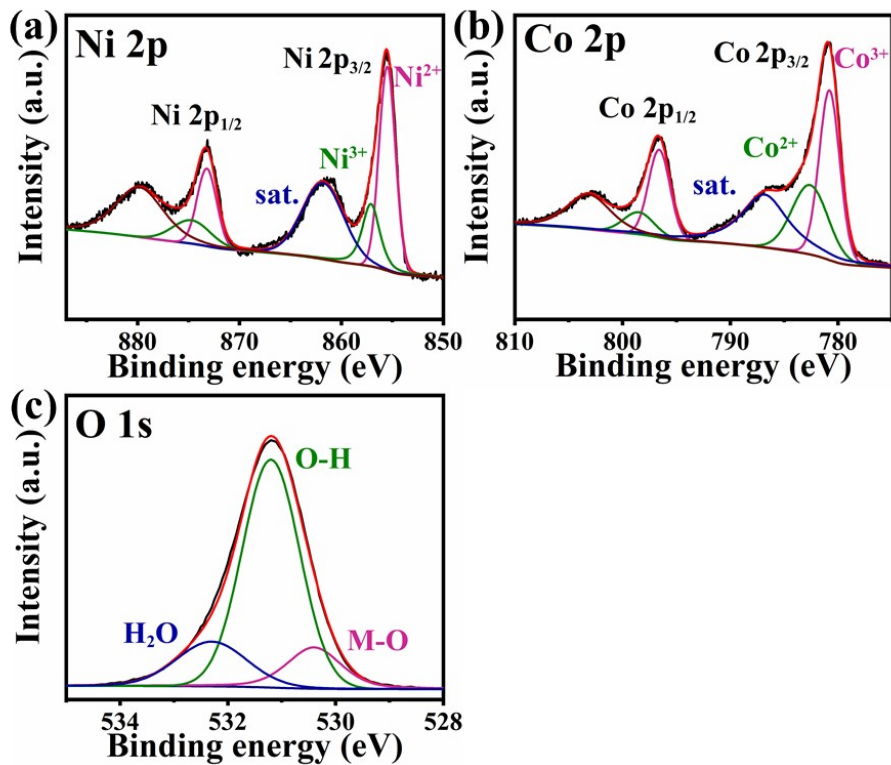 (a)
Ni 2p
Ni 2p3/2
Ni2+
Ni 2p1/2
Ni3+
sat.
Intensity (a.u.)
880 870 860 850
Binding energy (eV)
(b)
Co 2p
Co 2p3/2
Co3+
Co 2p1/2
Co2+
sat.
Intensity (a.u.)
810 800 790 780
Binding energy (eV)
(c)
O 1s
O-H
H2O
M-O
Intensity (a.u.)
534 532 530 528
Binding energy (eV)